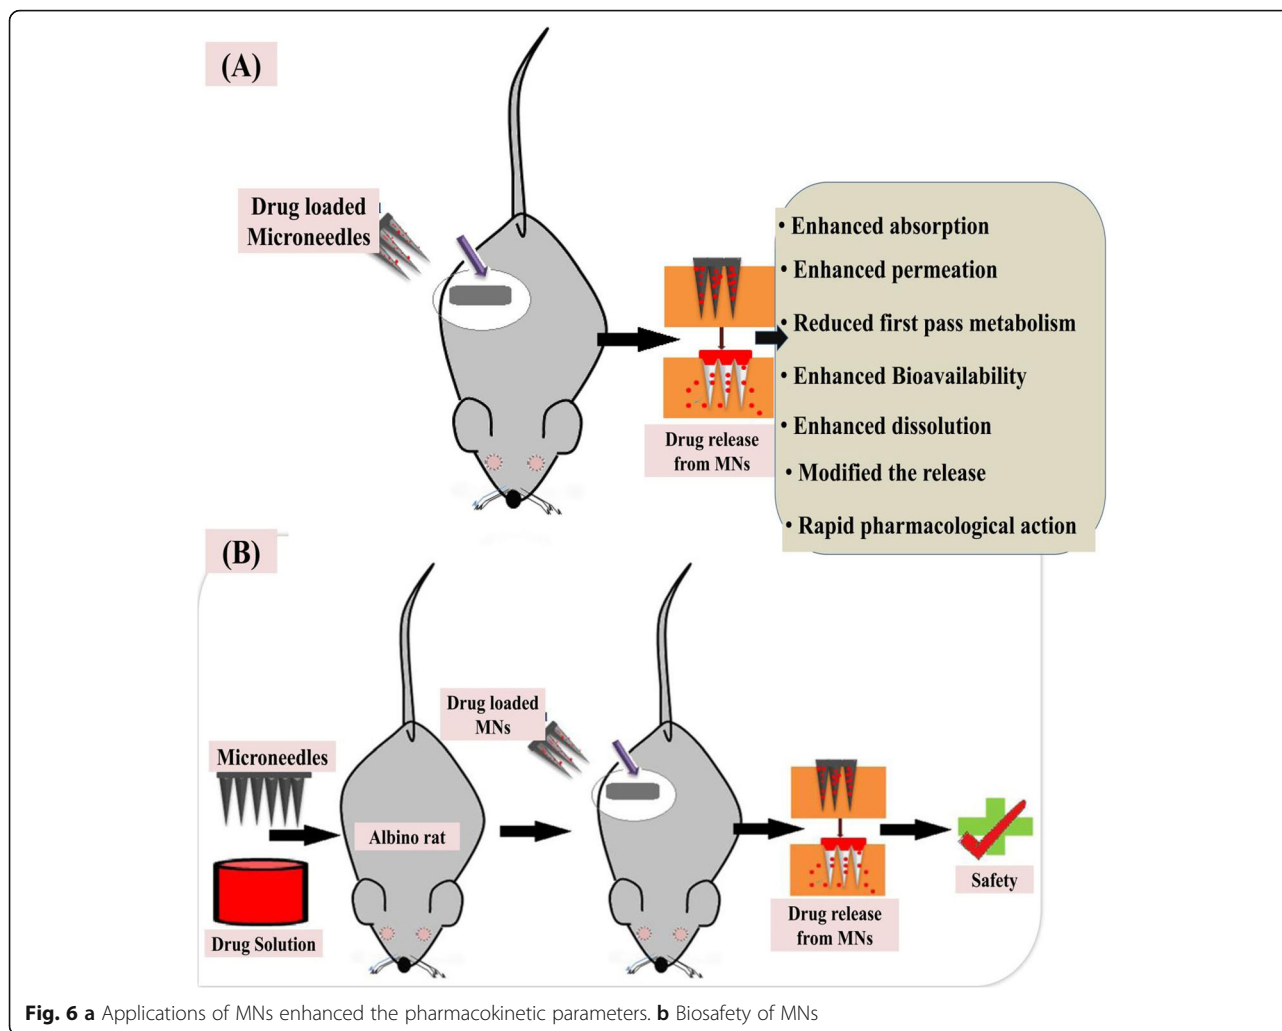 (A)
Drug loaded
Microneedles
• Enhanced absorption
• Enhanced permeation
• Reduced first pass metabolism
• Enhanced Bioavailability
• Enhanced dissolution
• Modified the release
• Rapid pharmacological action
Drug release
from MNs
(B)
Microneedles
Drug Solution
Albino rat
Drug loaded
MNs
Drug release
from MNs
Safety
Fig. 6 a Applications of MNs enhanced the pharmacokinetic parameters. b Biosafety of MNs